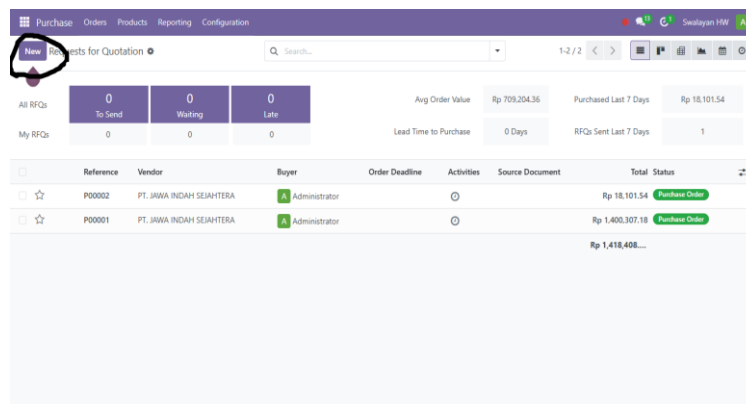 Purchase Orders Products Reporting Configuration 15 1 Swalayan HW A
New Requests for Quotation Search... 1-2 / 2
All RFQs 0 To Send 0 Waiting 0 Late Avg Order Value Rp 709,204.36 Purchased Last 7 Days Rp 18,101.54
My RFQs 0 0 0 Lead Time to Purchase 0 Days RFQs Sent Last 7 Days 1
Reference Vendor Buyer Order Deadline Activities Source Document Total Status
P00002 PT. JAWA INDAH SEJAHTERA A Administrator Rp 18,101.54 Purchase Order
P00001 PT. JAWA INDAH SEJAHTERA A Administrator Rp 1,400,307.18 Purchase Order
Rp 1,418,408....